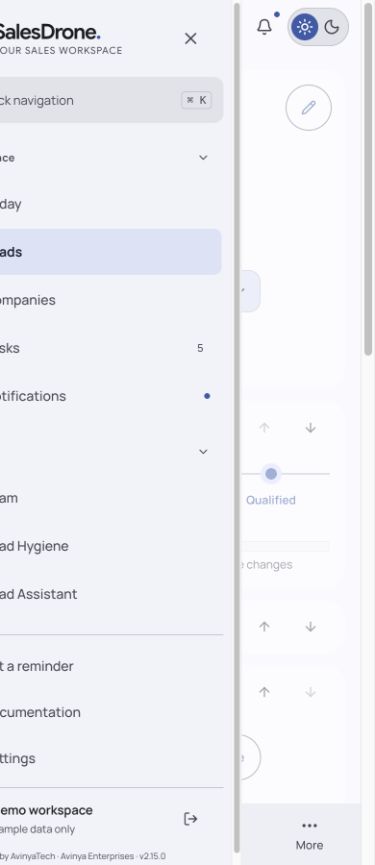 SalesDrone.
OUR SALES WORKSPACE
ck navigation
⌘ K
ace
day
ads
ompanies
sks
5
otifications
am
ad Hygiene
ad Assistant
t a reminder
cumentation
ttings
emo workspace
ample data only
by AvinyaTech · Avinya Enterprises · v2.15.0
Qualified
e changes
e
More